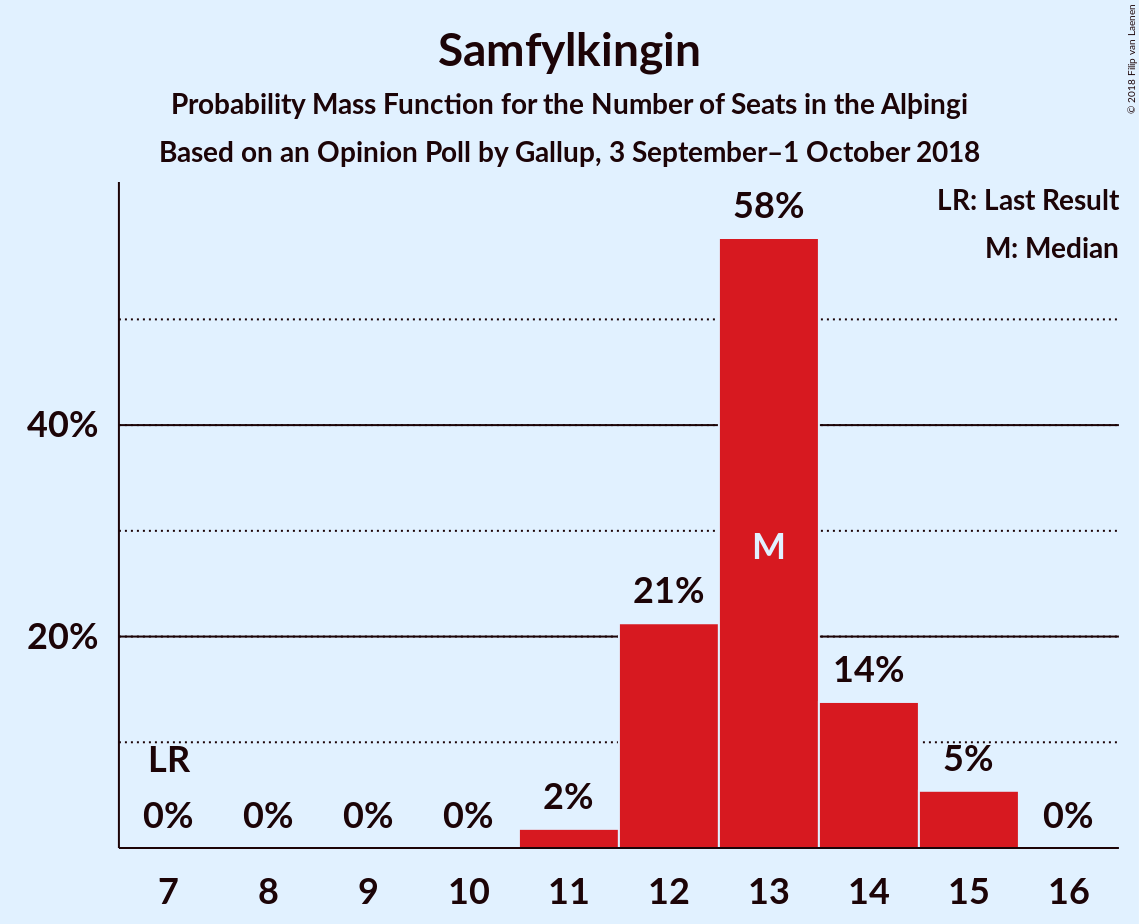 Samfylkingin
Probability Mass Function for the Number of Seats in the Alþingi
Based on an Opinion Poll by Gallup, 3 September–1 October 2018
© 2018 Filip van Laenen
LR: Last Result
M: Median
58%
40%
M
21%
20%
14%
LR
5%
2%
0% 0% 0% 0% 0%
7 8 9 10 11 12 13 14 15 16